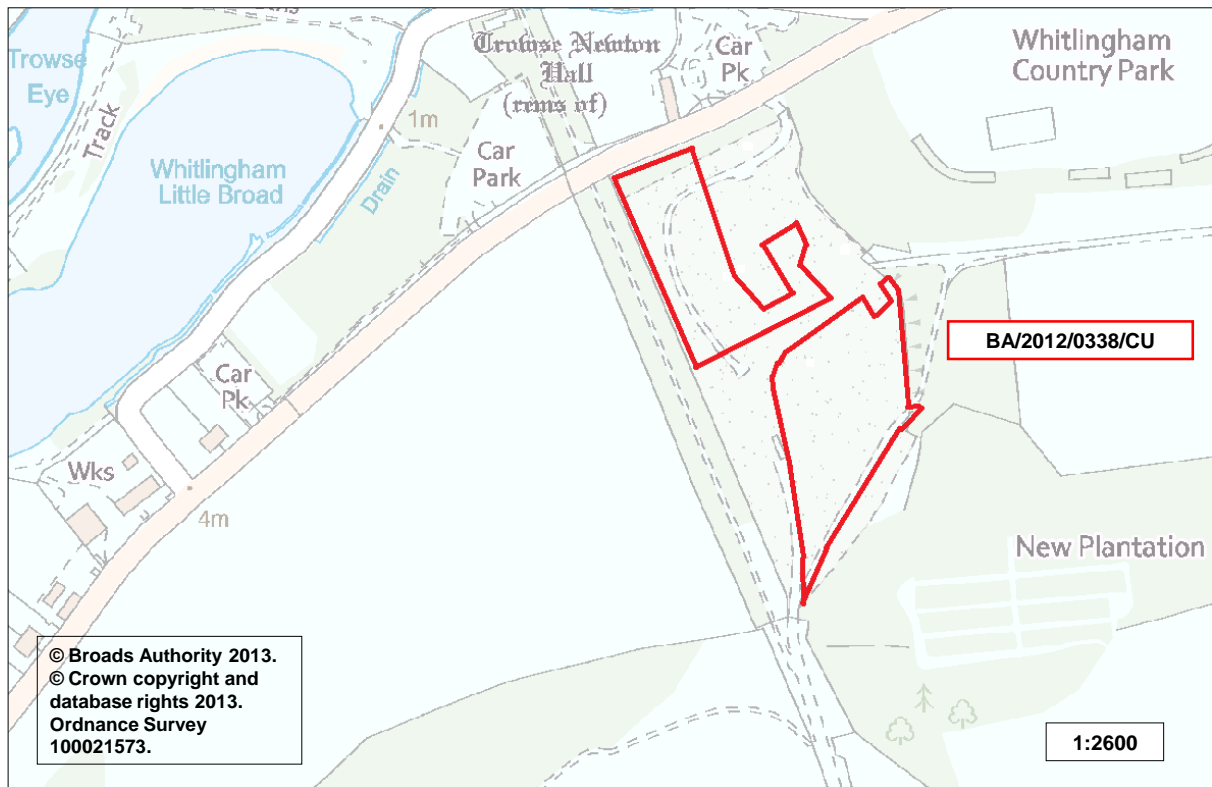 Trowse
Eye
Track
Whitlingham
Little Broad
Drain
1m
Car
Park
Trowse Newton
Hall
(rems of)
Car
Pk
Whitlingham
Country Park
BA/2012/0338/CU
Car
Pk
Wks
4m
New Plantation
© Broads Authority 2013.
© Crown copyright and
database rights 2013.
Ordnance Survey
100021573.
1:2600